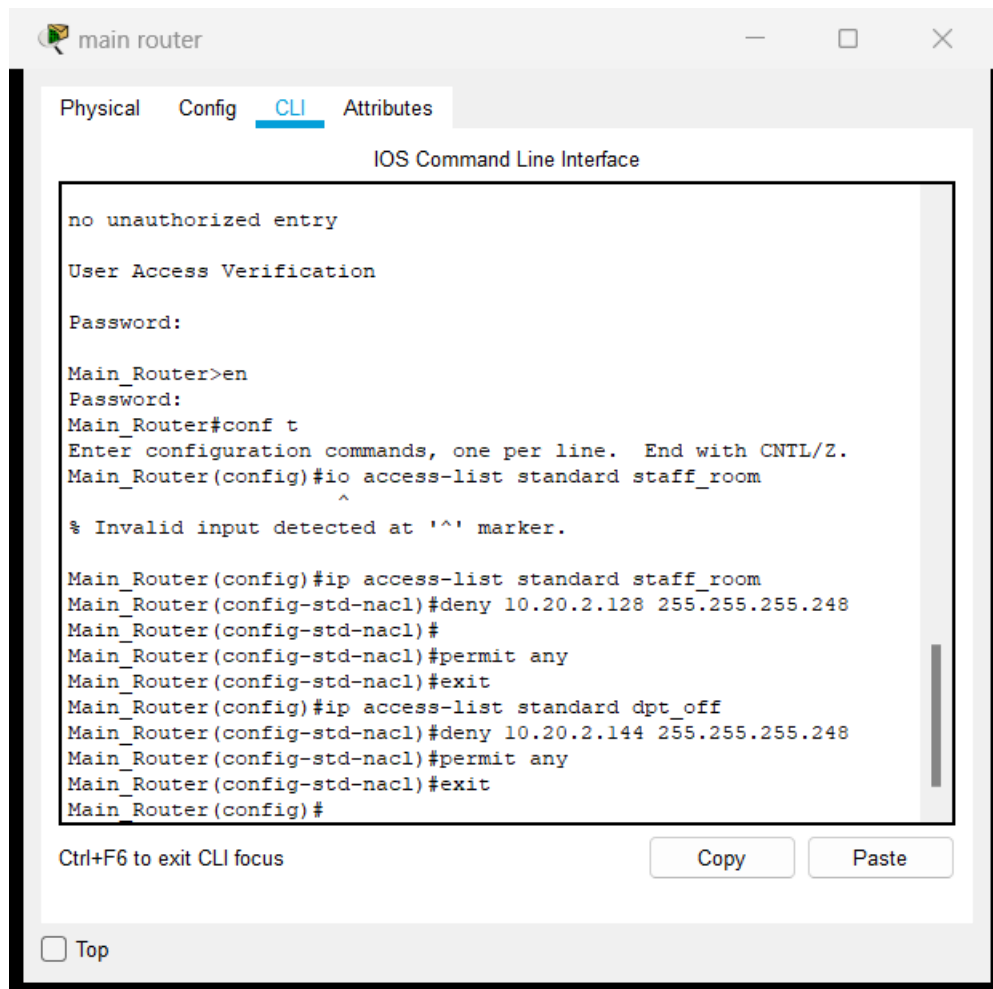 main router
Physical Config CLI Attributes
IOS Command Line Interface
no unauthorized entry
User Access Verification
Password:
Main_Router>en
Password:
Main_Router#conf t
Enter configuration commands, one per line.  End with CNTL/Z.
Main_Router(config)#io access-list standard staff_room
^
% Invalid input detected at '^' marker.
Main_Router(config)#ip access-list standard staff_room
Main_Router(config-std-nacl)#deny 10.20.2.128 255.255.255.248
Main_Router(config-std-nacl)#
Main_Router(config-std-nacl)#permit any
Main_Router(config-std-nacl)#exit
Main_Router(config)#ip access-list standard dpt_off
Main_Router(config-std-nacl)#deny 10.20.2.144 255.255.255.248
Main_Router(config-std-nacl)#permit any
Main_Router(config-std-nacl)#exit
Main_Router(config)#
Ctrl+F6 to exit CLI focus Copy Paste
Top